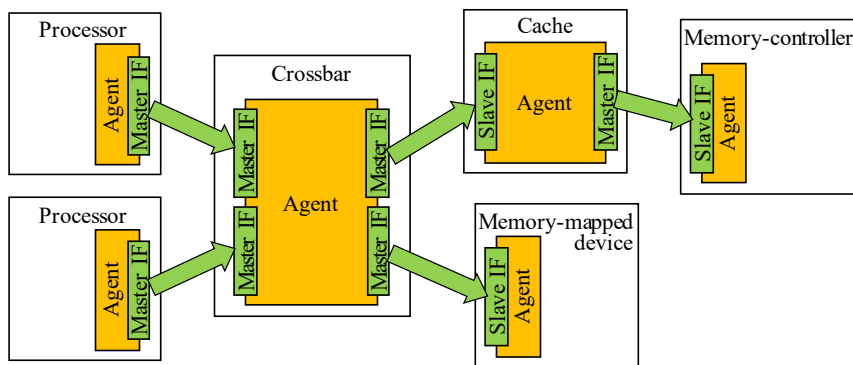 Processor
Agent
Master IF
Processor
Agent
Master IF
Crossbar
Master IF
Master IF
Agent
Master IF
Master IF
Cache
Slave IF
Agent
Master IF
Memory-controller
Slave IF
Agent
Memory-mapped
device
Slave IF
Agent